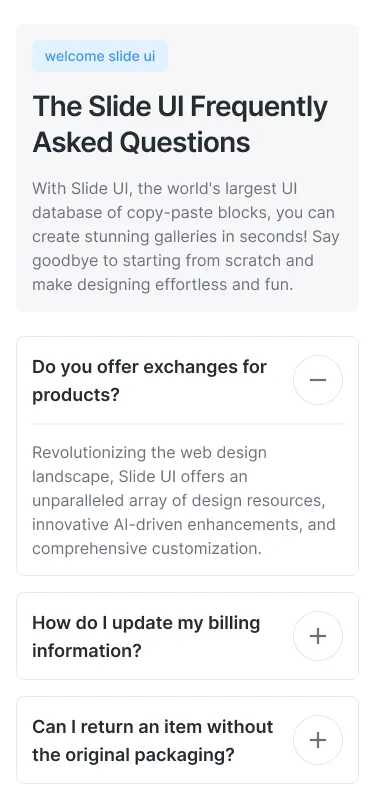 welcome slide ui
The Slide UI Frequently
Asked Questions
With Slide UI, the world's largest UI
database of copy-paste blocks, you can
create stunning galleries in seconds! Say
goodbye to starting from scratch and
make designing effortless and fun.
Do you offer exchanges for
products?
Revolutionizing the web design
landscape, Slide UI offers an
unparalleled array of design resources,
innovative AI-driven enhancements, and
comprehensive customization.
How do I update my billing
information?
Can I return an item without
the original packaging?